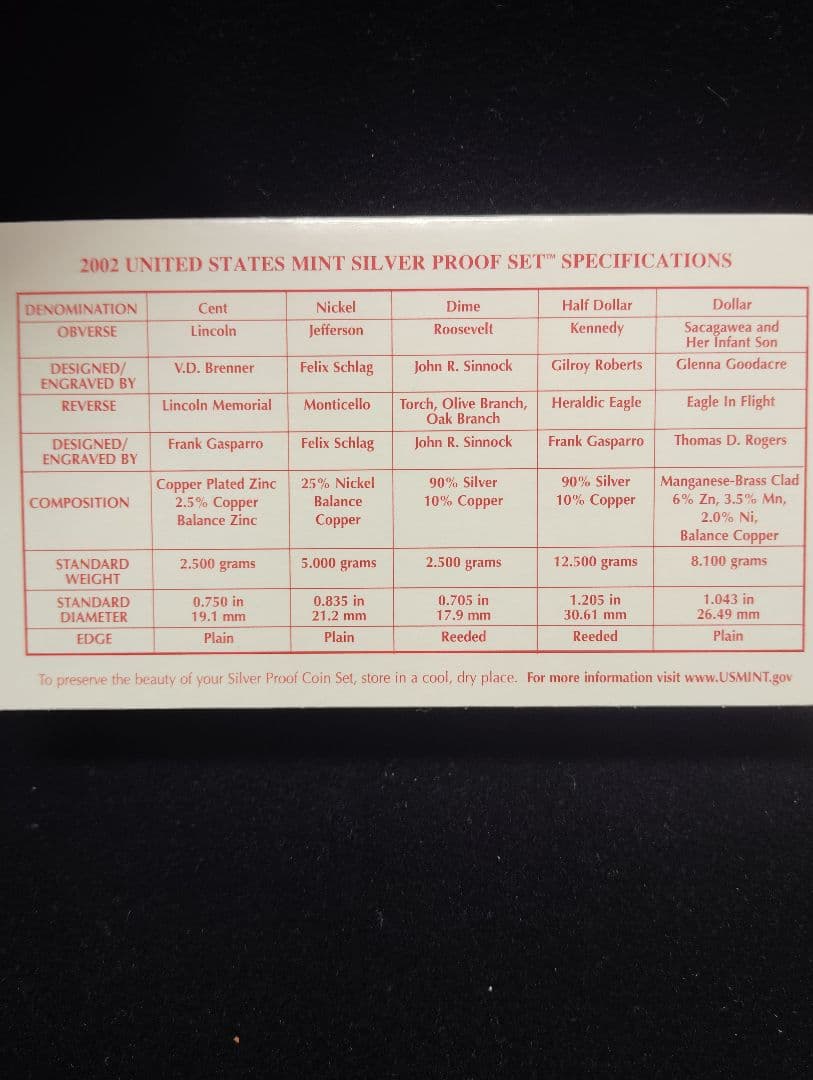 2002 UNITED STATES MINT SILVER PROOF SET™ SPECIFICATIONS
DENOMINATION Cent Nickel Dime Half Dollar Dollar
OBVERSE Lincoln Jefferson Roosevelt Kennedy Sacagawea and
Her Infant Son
DESIGNED/ V.D. Brenner Felix Schlag John R. Sinnock Gilroy Roberts Glenna Goodacre
ENGRAVED BY
REVERSE Lincoln Memorial Monticello Torch, Olive Branch, Heraldic Eagle Eagle In Flight
Oak Branch
DESIGNED/ Frank Gasparro Felix Schlag John R. Sinnock Frank Gasparro Thomas D. Rogers
ENGRAVED BY
Copper Plated Zinc 25% Nickel 90% Silver 90% Silver Manganese-Brass Clad
COMPOSITION 2.5% Copper Balance 10% Copper 10% Copper 6% Zn, 3.5% Mn,
Balance Zinc Copper 2.0% Ni,
Balance Copper
STANDARD 2.500 grams 5.000 grams 2.500 grams 12.500 grams 8.100 grams
WEIGHT
STANDARD 0.750 in 0.835 in 0.705 in 1.205 in 1.043 in
DIAMETER 19.1 mm 21.2 mm 17.9 mm 30.61 mm 26.49 mm
EDGE Plain Plain Reeded Reeded Plain
To preserve the beauty of your Silver Proof Coin Set, store in a cool, dry place. For more information visit www.USMINT.gov